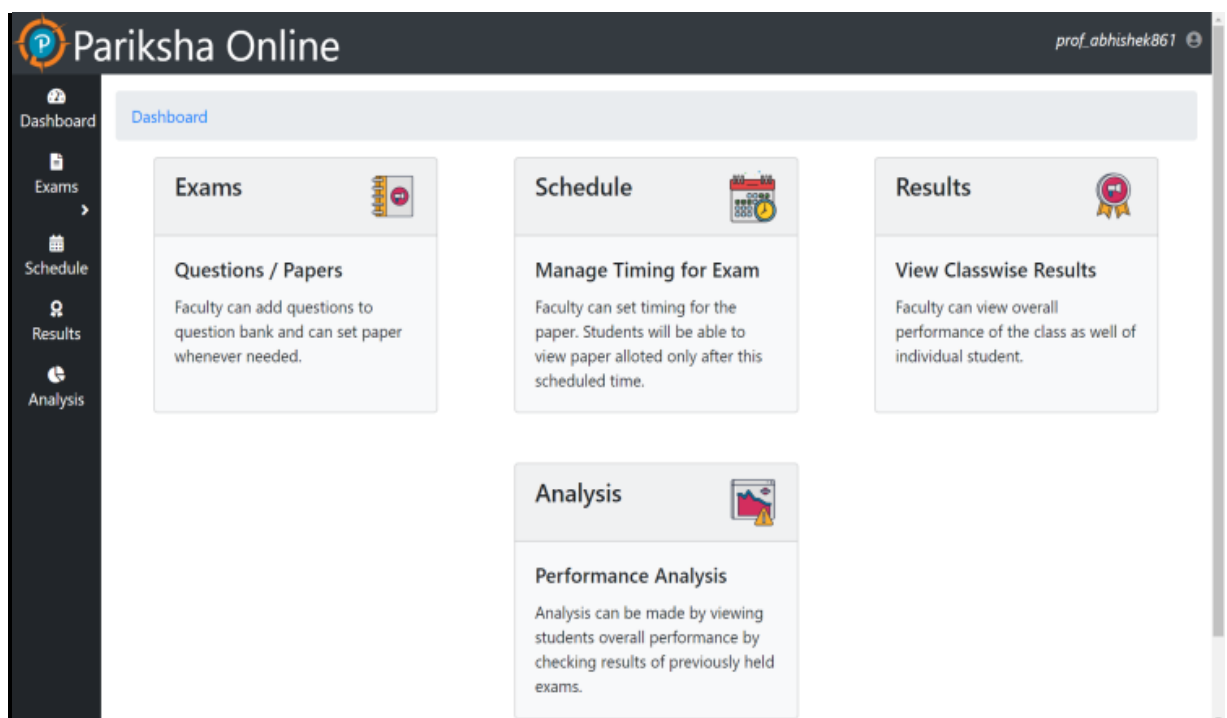 Pariksha Online
prof_abhishek861
Dashboard
Exams
Schedule
Results
Analysis
Dashboard
Exams
Questions / Papers
Faculty can add questions to
question bank and can set paper
whenever needed.
Schedule
Manage Timing for Exam
Faculty can set timing for the
paper. Students will be able to
view paper alloted only after this
scheduled time.
Results
View Classwise Results
Faculty can view overall
performance of the class as well of
individual student.
Analysis
Performance Analysis
Analysis can be made by viewing
students overall performance by
checking results of previously held
exams.